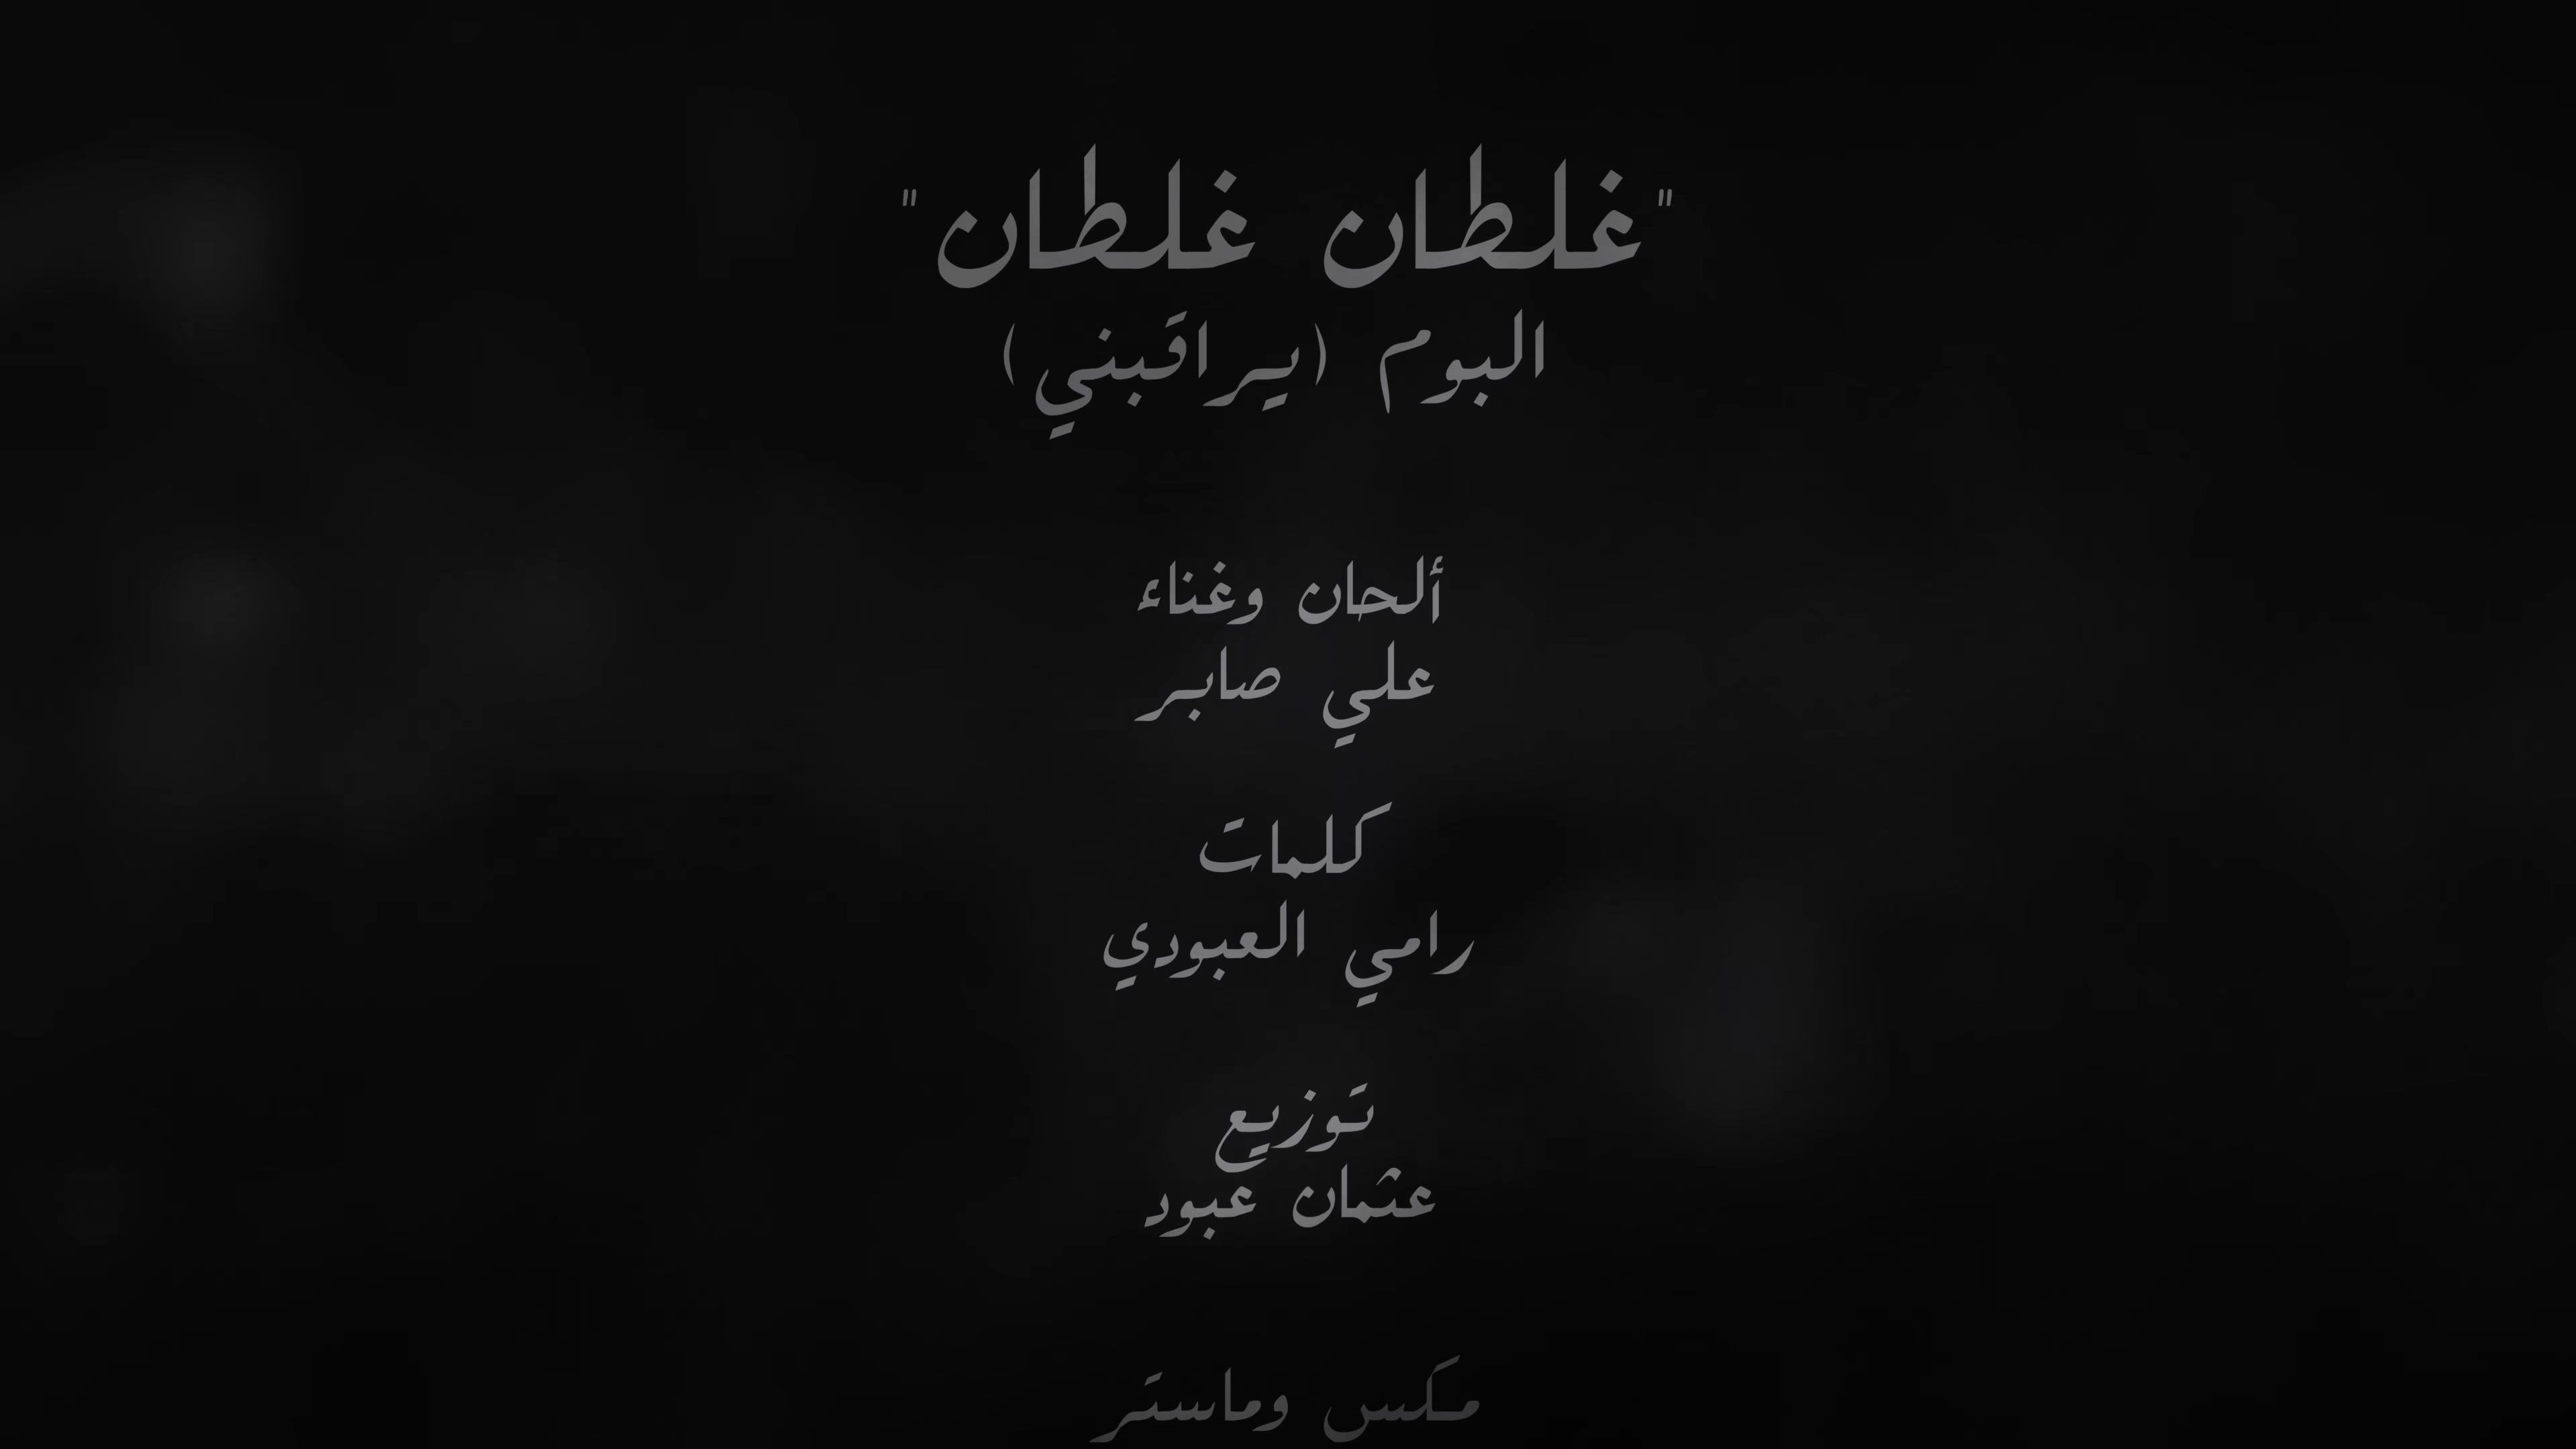 "غلطان غلطان"
البوم (يراقبني)
ألحان وغناء
علي صابر
كلمات
رامي العبودي
توزيع
عثمان عبود
مكس وماستر